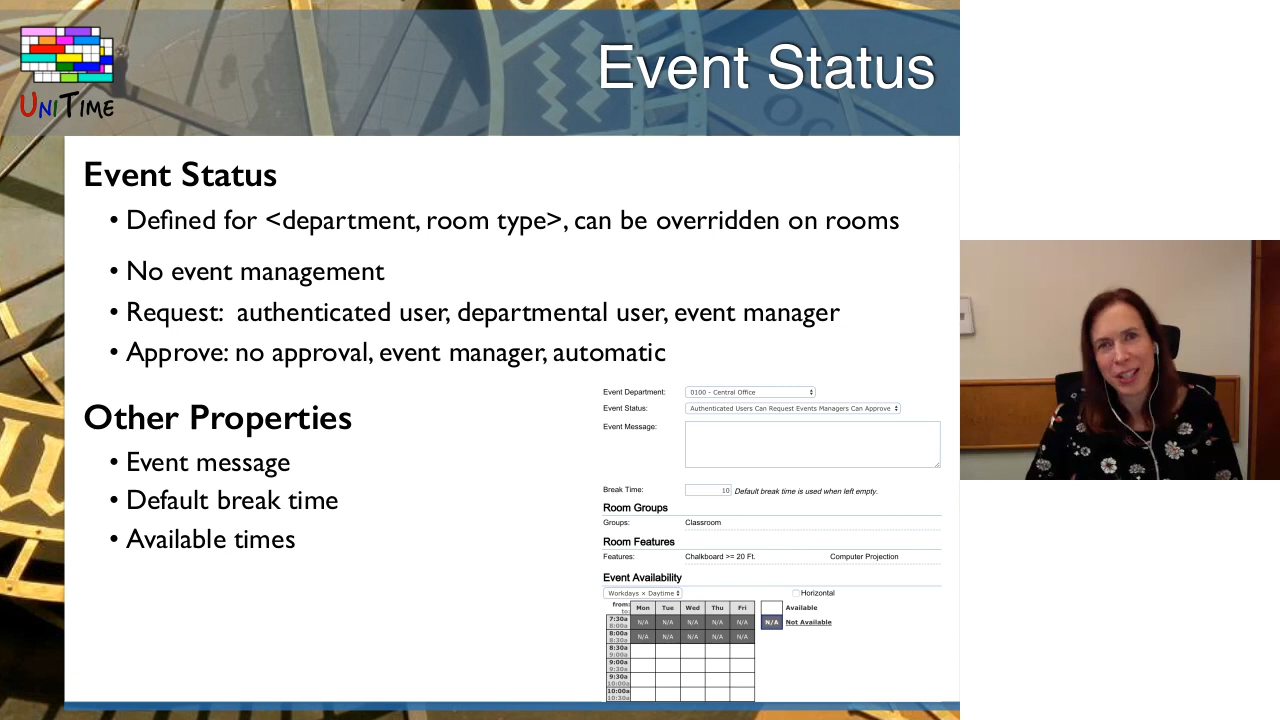 UNITIME
Event Status
Event Status
• Defined for <department, room type>, can be overridden on rooms
• No event management
• Request:  authenticated user, departmental user, event manager
• Approve: no approval, event manager, automatic
Other Properties
• Event message
• Default break time
• Available times
Event Department: 0100 - Central Office
Event Status: Authenticated Users Can Request Events Managers Can Approve
Event Message:
Break Time: 10 Default break time is used when left empty.
Room Groups
Groups: Classroom
Room Features
Features: Chalkboard >= 20 Ft. Computer Projection
Event Availability
Workdays × Daytime Horizontal
from: Mon Tue Wed Thu Fri Available
to:
7:30a N/A N/A N/A N/A N/A N/A Not Available
8:00a
8:00a N/A N/A N/A N/A N/A
8:30a
8:30a
9:00a
9:00a
9:30a
9:30a
10:00a
10:00a
10:30a